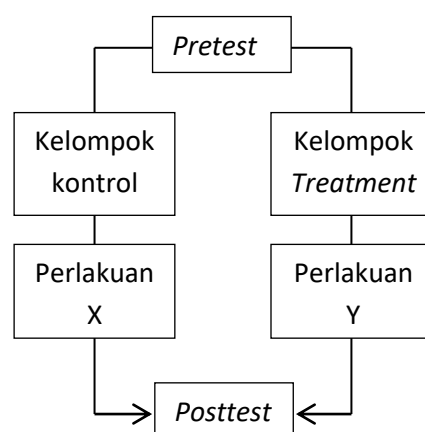 Pretest
Kelompok
kontrol
Kelompok
Treatment
Perlakuan
X
Perlakuan
Y
Posttest